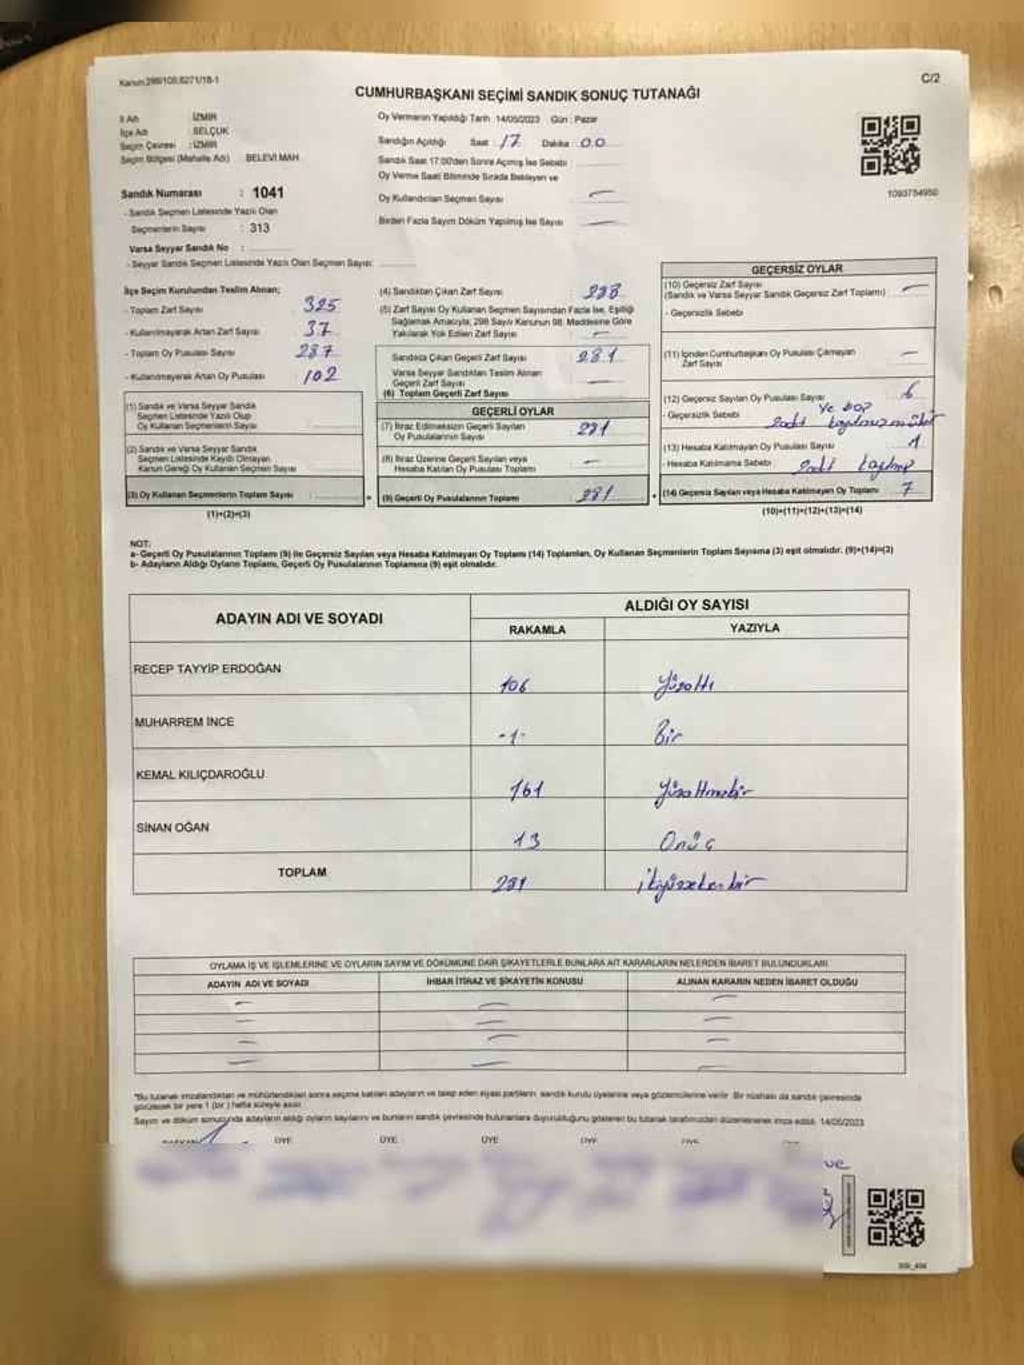 Kanun:298/105,6271/18-1
C/2
CUMHURBAŞKANI SEÇİMİ SANDIK SONUÇ TUTANAĞI
İl Adı : İZMİR
İlçe Adı : SELÇUK
Seçim Çevresi : İZMİR
Seçim Bölgesi (Mahalle Adı) BELEVİ MAH
Sandık Numarası : 1041
- Sandık Seçmen Listesinde Yazılı Olan
Seçmenlerin Sayısı : 313
Varsa Seyyar Sandık No :
- Seyyar Sandık Seçmen Listesinde Yazılı Olan Seçmen Sayısı:
Oy Vermenin Yapıldığı Tarih :14/05/2023 Gün : Pazar
Sandığın Açıldığı Saat : 17 Dakika : 00
Sandık Saat 17:00'den Sonra Açılmış İse Sebebi :
Oy Verme Saati Bitiminde Sırada Bekleyen ve
Oy Kullandırılan Seçmen Sayısı : —
Birden Fazla Sayım Döküm Yapılmış İse Sayısı : —
1093754950
İlçe Seçim Kurulundan Teslim Alınan;
- Toplam Zarf Sayısı : 325
- Kullanılmayarak Artan Zarf Sayısı : 37
- Toplam Oy Pusulası Sayısı : 287
- Kullanılmayarak Artan Oy Pusulası : 102
(1) Sandık ve Varsa Seyyar Sandık
Seçmen Listesinde Yazılı Olup
Oy Kullanan Seçmenlerin Sayısı
(2) Sandık ve Varsa Seyyar Sandık
Seçmen Listesinde Kaydı Olmayan
Kanun Gereği Oy Kullanan Seçmen Sayısı
(3) Oy Kullanan Seçmenlerin Toplam Sayısı :
(1)+(2)=(3)
(4) Sandıktan Çıkan Zarf Sayısı : 288
(5) Zarf Sayısı Oy Kullanan Seçmen Sayısından Fazla İse, Eşitliği
Sağlamak Amacıyla, 298 Sayılı Kanunun 98. Maddesine Göre
Yakılarak Yok Edilen Zarf Sayısı : —
Sandıkta Çıkan Geçerli Zarf Sayısı : 281
Varsa Seyyar Sandıktan Teslim Alınan
Geçerli Zarf Sayısı : —
(6) Toplam Geçerli Zarf Sayısı
GEÇERLİ OYLAR
(7) İtiraz Edilmeksizin Geçerli Sayılan
Oy Pusulalarının Sayısı : 281
(8) İtiraz Üzerine Geçerli Sayılan veya
Hesaba Katılan Oy Pusulaları Toplamı : —
(9) Geçerli Oy Pusulalarının Toplamı : 281
GEÇERSİZ OYLAR
(10) Geçersiz Zarf Sayısı
(Sandık ve Varsa Seyyar Sandık Geçersiz Zarf Toplamı) : —
- Geçersizlik Sebebi
(11) İçinden Cumhurbaşkanı Oy Pusulası Çıkmayan
Zarf Sayısı : —
(12) Geçersiz Sayılan Oy Pusulası Sayısı : 6
- Geçersizlik Sebebi
(13) Hesaba Katılmayan Oy Pusulası Sayısı : 1
- Hesaba Katılmama Sebebi :
(14) Geçersiz Sayılan veya Hesaba Katılmayan Oy Toplamı : 7
(10)+(11)+(12)+(13)=(14)
NOT:
a- Geçerli Oy Pusulalarının Toplamı (9) ile Geçersiz Sayılan veya Hesaba Katılmayan Oy Toplamı (14) Toplamları, Oy Kullanan Seçmenlerin Toplam Sayısına (3) eşit olmalıdır. (9)+(14)=(3)
b- Adayların Aldığı Oyların Toplamı, Geçerli Oy Pusulalarının Toplamına (9) eşit olmalıdır.
ADAYIN ADI VE SOYADI
ALDIĞI OY SAYISI
RAKAMLA YAZIYLA
RECEP TAYYİP ERDOĞAN 106 Yüzaltı
MUHARREM İNCE -1- Bir
KEMAL KILIÇDAROĞLU 161 Yüzaltmışbir
SİNAN OĞAN 13 Onüç
TOPLAM 281 ikiyüzseksenbir
OYLAMA İŞ VE İŞLEMLERİNE VE OYLARIN SAYIM VE DÖKÜMÜNE DAİR ŞİKAYETLERLE BUNLARA AİT KARARLARIN NELERDEN İBARET BULUNDUKLARI
ADAYIN ADI VE SOYADI İHBAR İTİRAZ VE ŞİKAYETİN KONUSU ALINAN KARARIN NEDEN İBARET OLDUĞU
— — —
— — —
— — —
— — —
*Bu tutanak imzalandıktan ve mühürlendikten sonra seçime katılan adayların ve talep eden siyasi partilerin sandık kurulu üyelerine veya gözlemcilerine verilir. Bir nüshası da sandık çevresinde
görülecek bir yere 1 (bir) hafta süreyle asılır.
Sayım ve döküm sonucunda adayların aldığı oyların sayılarını ve bunların sandık çevresinde bulunanlara duyurulduğunu gösteren bu tutanak tarafımızdan düzenlenerek imza edildi. 14/05/2023
ÜYE ÜYE ÜYE ÜYE ÜYE